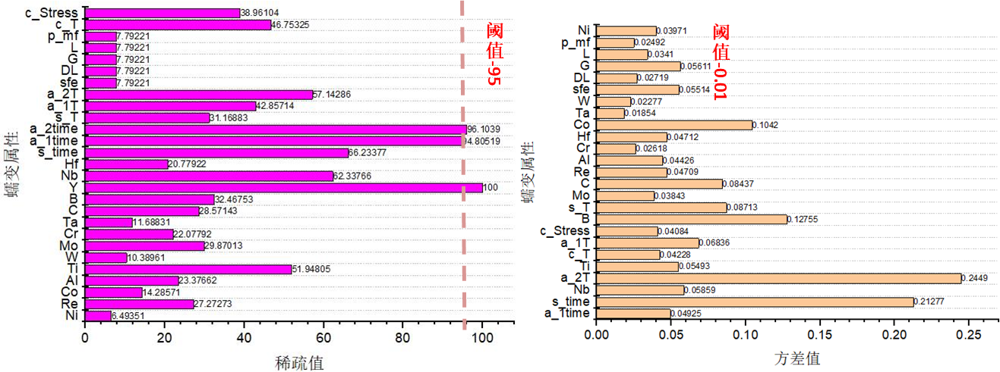 c_Stress 38.96104
c_T 46.75325
p_mf 7.79221
L 7.79221
G 7.79221
DL 7.79221
sfe 7.79221
a_2T 57.14286
a_1T 42.85714
s_T 31.16883
a_2time 96.1039
a_1time 94.80519
s_time 66.23377
Hf 20.77922
Nb 62.33766
Y 100
B 32.46753
C 28.57143
Ta 11.68831
Cr 22.07792
Mo 29.87013
W 10.38961
Ti 51.94805
Al 23.37662
Co 14.28571
Re 27.27273
Ni 6.49351
0 20 40 60 80 100
稀疏值
蠕变属性
阈值-95
Ni 0.03971
p_mf 0.02492
L 0.0341
G 0.05611
DL 0.02719
sfe 0.05514
W 0.02277
Ta 0.01854
Co 0.1042
Hf 0.04712
Cr 0.02618
Al 0.04426
Re 0.04709
C 0.08437
Mo 0.03843
s_T 0.08713
B 0.12755
c_Stress 0.04084
a_1T 0.06836
c_T 0.04228
Ti 0.05493
a_2T 0.2449
Nb 0.05859
s_time 0.21277
a_1time 0.04925
0.00 0.05 0.10 0.15 0.20 0.25
方差值
蠕变属性
阈值-0.01